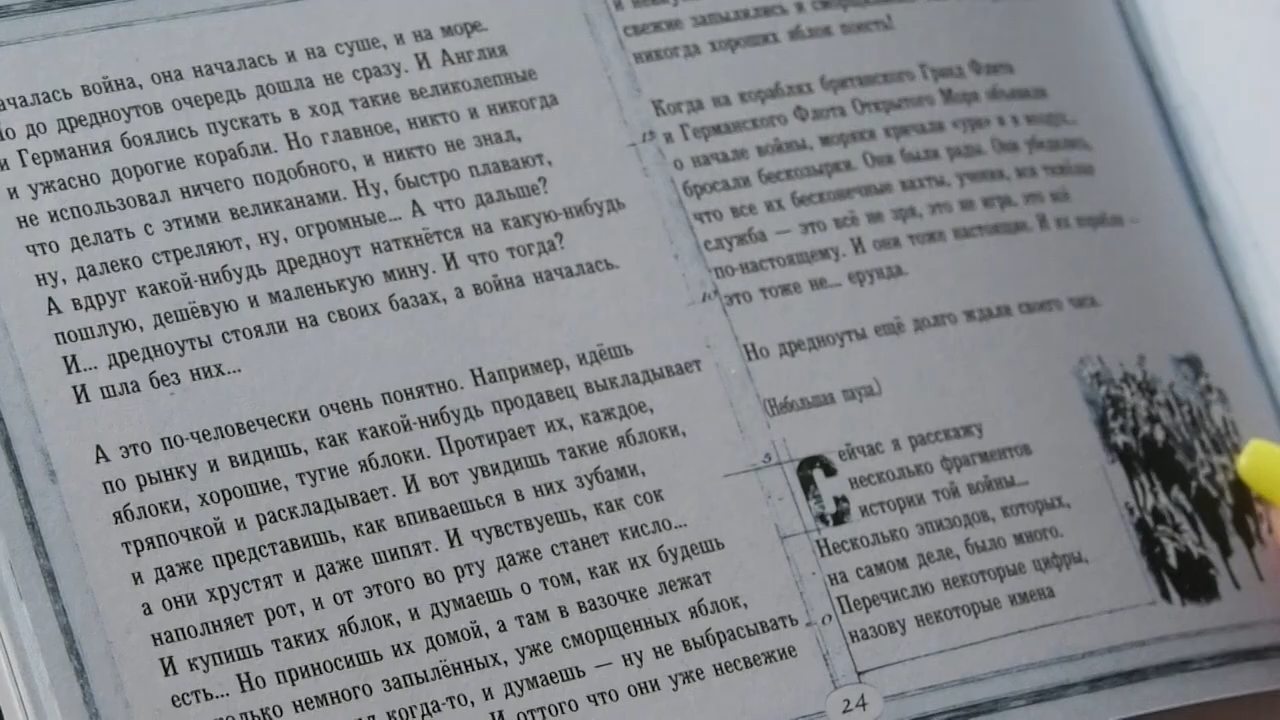 началась война, она началась и на суше, и на море.
Но до дредноутов очередь дошла не сразу. И Англия
и Германия боялись пускать в ход такие великолепные
и ужасно дорогие корабли. Но главное, никто и никогда
не использовал ничего подобного, и никто не знал,
что делать с этими великанами. Ну, быстро плавают,
ну, далеко стреляют, ну, огромные... А что дальше?
А вдруг какой-нибудь дредноут наткнётся на какую-нибудь
пошлую, дешёвую и маленькую мину. И что тогда?
И... дредноуты стояли на своих базах, а война началась.
И шла без них...
А это по-человечески очень понятно. Например, идёшь
по рынку и видишь, как какой-нибудь продавец выкладывает
яблоки, хорошие, тугие яблоки. Протирает их, каждое,
тряпочкой и раскладывает. И вот увидишь такие яблоки,
и даже представишь, как впиваешься в них зубами,
а они хрустят и даже шипят. И чувствуешь, как сок
наполняет рот, и от этого во рту даже станет кисло...
И купишь таких яблок, и думаешь о том, как их будешь
есть... Но приносишь их домой, а там в вазочке лежат
немного запылённых, уже сморщенных яблок,
когда-то, и думаешь — ну не выбрасывать
И оттого что они уже несвежие
свежие запылились и
никогда хороших яблок поесть!
Когда на кораблях британского Гранд Флита
и Германского Флота Открытого Моря объявили
о начале войны, моряки кричали «ура» и в воздух...
бросали бескозырки. Они были рады. Они убедились,
что все их бесконечные вахты, учения, вся тяжёлая
служба — это всё не зря, это не игра, это всё
по-настоящему. И они тоже настоящие. И их корабли ...
это тоже не... ерунда.
Но дредноуты ещё долго ждали своего часа.
(Небольшая пауза)
Сейчас я расскажу
несколько фрагментов
истории той войны...
Несколько эпизодов, которых,
на самом деле, было много.
Перечислю некоторые цифры,
назову некоторые имена
15
10
5
0
24